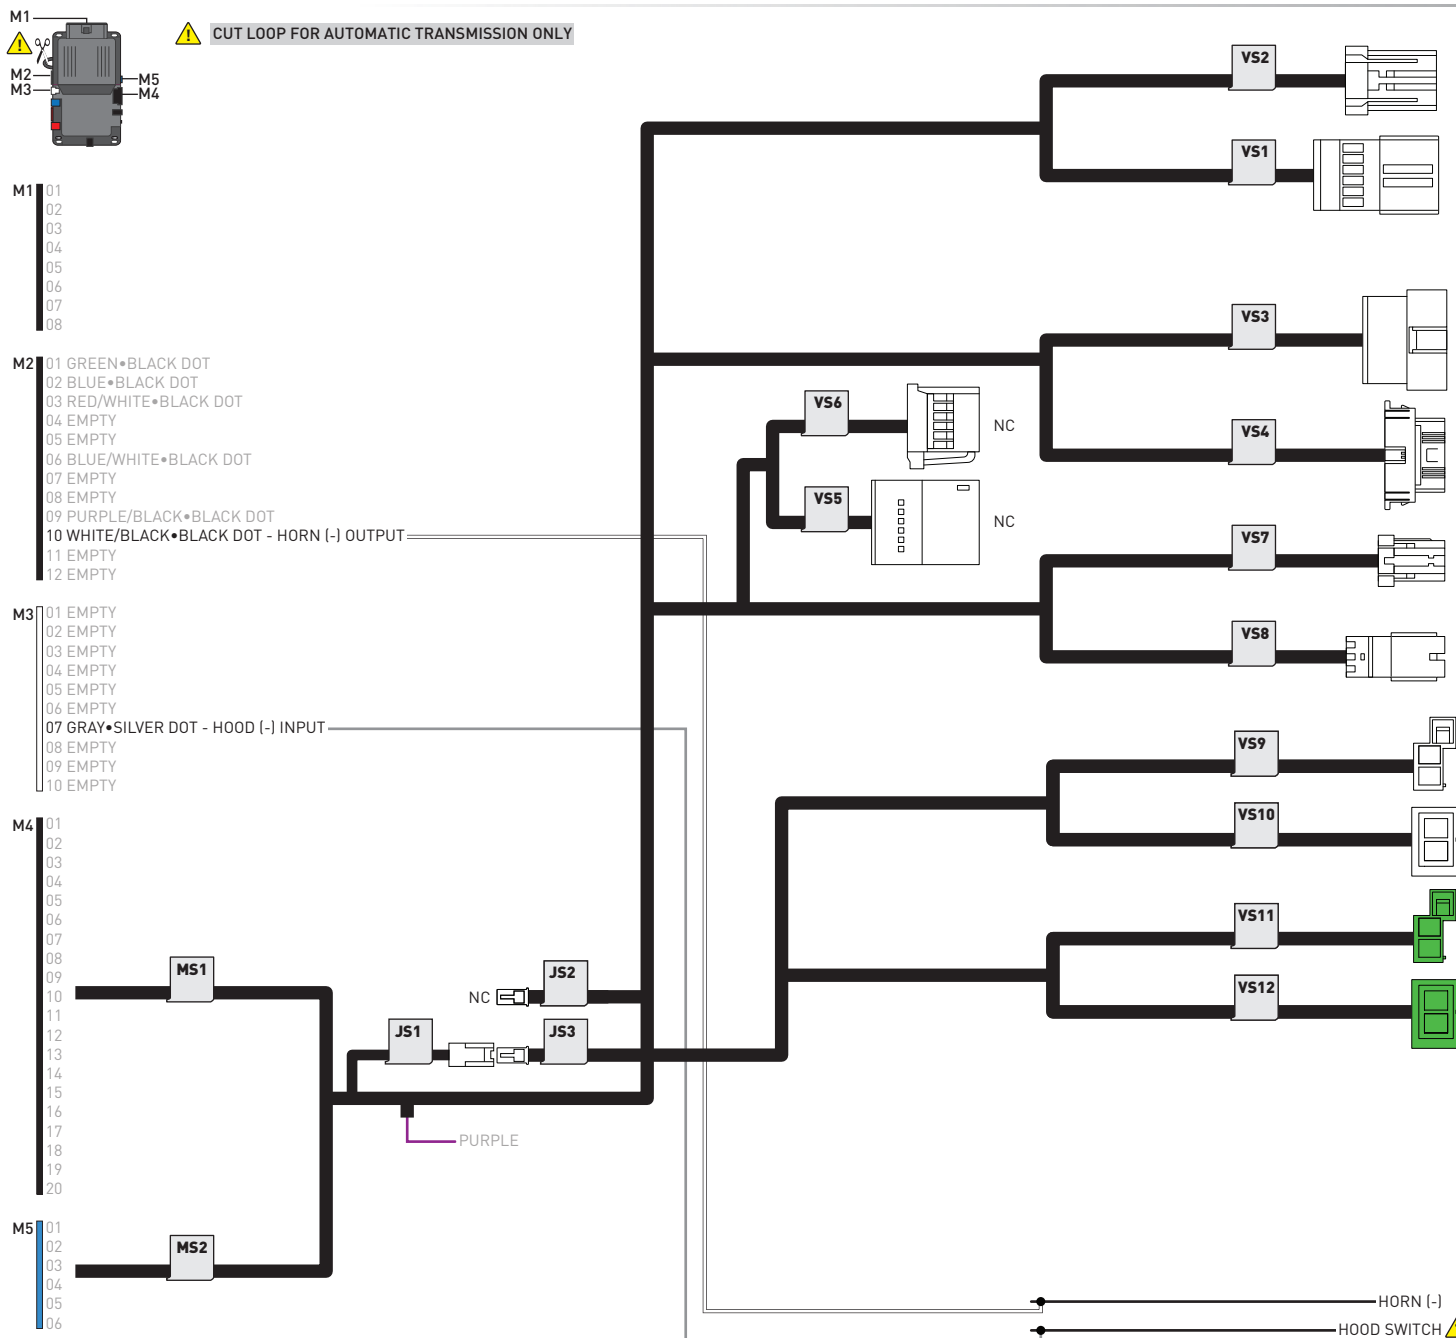 M1
M2
M3
M5
M4
CUT LOOP FOR AUTOMATIC TRANSMISSION ONLY
M1
01
02
03
04
05
06
07
08
M2
01 GREEN•BLACK DOT
02 BLUE•BLACK DOT
03 RED/WHITE•BLACK DOT
04 EMPTY
05 EMPTY
06 BLUE/WHITE•BLACK DOT
07 EMPTY
08 EMPTY
09 PURPLE/BLACK•BLACK DOT
10 WHITE/BLACK•BLACK DOT - HORN (-) OUTPUT
11 EMPTY
12 EMPTY
M3
01 EMPTY
02 EMPTY
03 EMPTY
04 EMPTY
05 EMPTY
06 EMPTY
07 GRAY•SILVER DOT - HOOD (-) INPUT
08 EMPTY
09 EMPTY
10 EMPTY
M4
01
02
03
04
05
06
07
08
09
10
11
12
13
14
15
16
17
18
19
20
M5
01
02
03
04
05
06
MS1
MS2
JS1
NC
JS2
JS3
PURPLE
VS2
VS1
VS3
VS4
VS6
NC
VS5
NC
VS7
VS8
VS9
VS10
VS11
VS12
HORN (-)
HOOD SWITCH